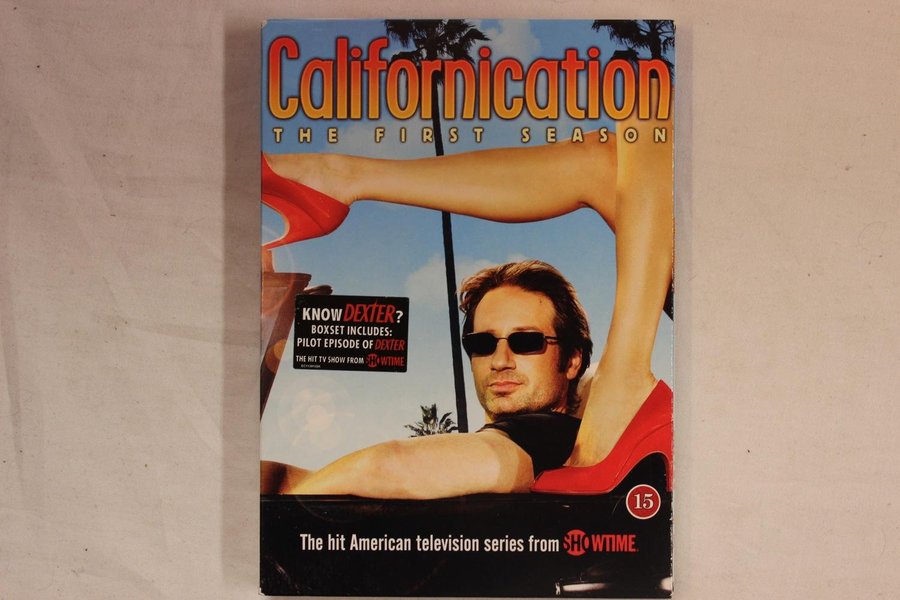 Californication
THE FIRST SEASON
KNOW DEXTER?
BOXSET INCLUDES:
PILOT EPISODE OF DEXTER
THE HIT TV SHOW FROM SHOWTIME
15
The hit American television series from SHOWTIME